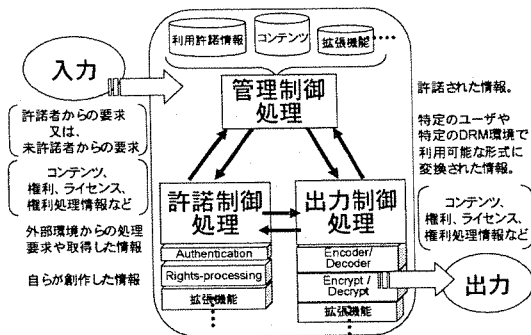 入力
許諾者からの要求
又は、
未許諾者からの要求
コンテンツ、
権利、ライセンス、
権利処理情報など
外部環境からの処理
要求や取得した情報
自らが創作した情報
利用許諾情報
コンテンツ
拡張機能
管理制御
処理
許諾制御
処理
Authentication
Rights-processing
拡張機能
出力制御
処理
Encoder/
Decoder
Encrypt /
Decrypt
拡張機能
許諾された情報。
特定のユーザや
特定のDRM環境で
利用可能な形式に
変換された情報。
コンテンツ、
権利、ライセンス、
権利処理情報など
出力